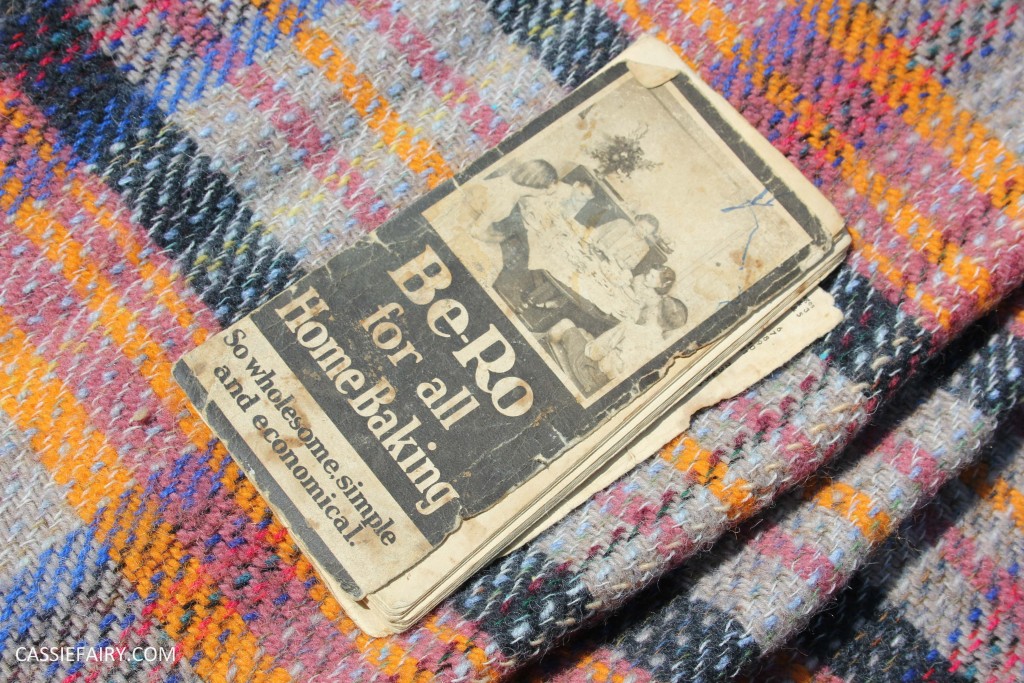 Be-Ro
for all
Home Baking
So wholesome, simple
and economical.
CASSIEFAIRY.COM